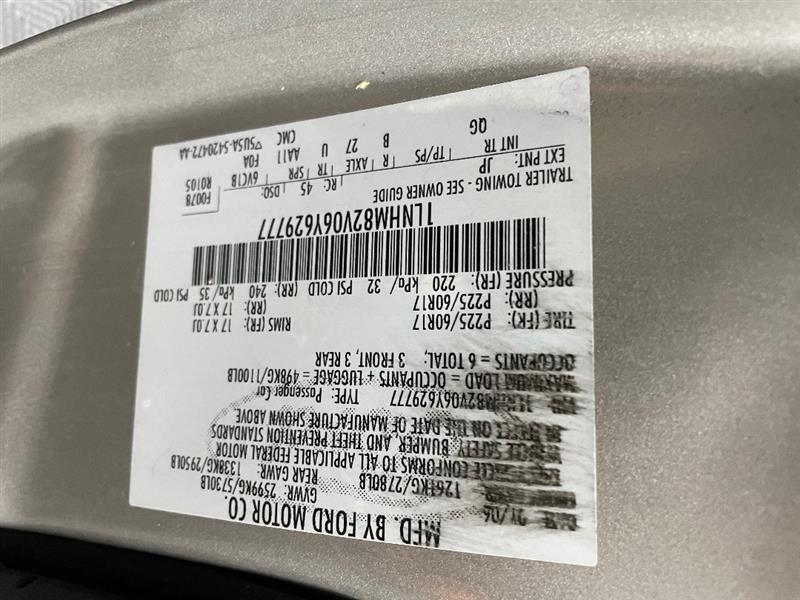 MFD. BY FORD MOTOR CO.
DATE: GVWR: 2599KG/5730LB
1261KG/2780LB REAR GAWR: 1338KG/2950LB
CLE CONFORMS TO ALL APPLICABLE FEDERAL MOTOR
SAFETY BUMPER, AND THEFT PREVENTION STANDARDS
ON THE DATE OF MANUFACTURE SHOWN ABOVE
1LNHM82V06Y629777 TYPE: Passenger Car
MAXIMUM LOAD = OCCUPANTS + LUGGAGE = 498KG/1100LB
OCCUPANTS = 6 TOTAL; 3 FRONT, 3 REAR
TIRE (FR): P225/60R17 RIMS (FR): 17 X 7.0J
(RR): P225/60R17 (RR): 17 X 7.0J
PRESSURE (FR): 220 kPa/ 32 PSI COLD (RR): 240 kPa/ 35 PSI COLD
1LNHM82V06Y629777
TRAILER TOWING - SEE OWNER GUIDE F0078
EXT PNT: JP RC: 45 DSO: R0105
INT TR TP/PS R AXLE TR SPR 6VC1B
QG B 27 U AA11 F0A
CMC ▽5U5A-5420472-AA